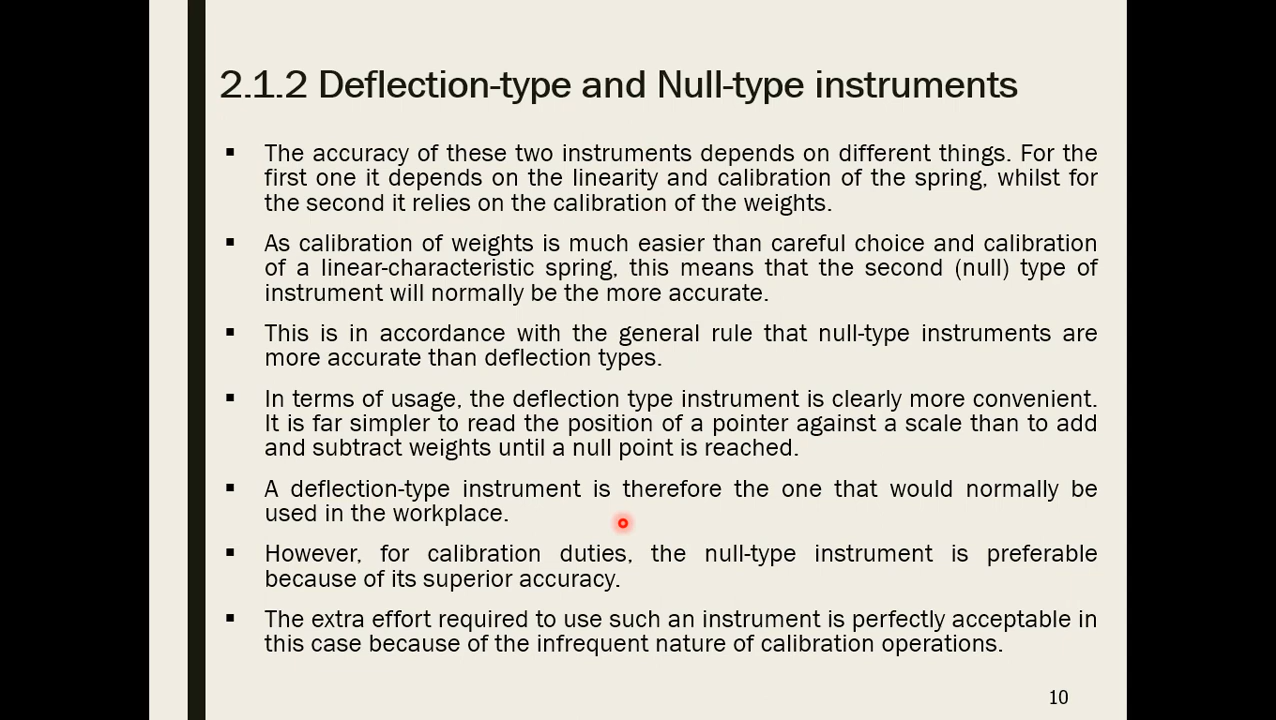 2.1.2 Deflection-type and Null-type instruments
▪ The accuracy of these two instruments depends on different things. For the
first one it depends on the linearity and calibration of the spring, whilst for
the second it relies on the calibration of the weights.
▪ As calibration of weights is much easier than careful choice and calibration
of a linear-characteristic spring, this means that the second (null) type of
instrument will normally be the more accurate.
▪ This is in accordance with the general rule that null-type instruments are
more accurate than deflection types.
▪ In terms of usage, the deflection type instrument is clearly more convenient.
It is far simpler to read the position of a pointer against a scale than to add
and subtract weights until a null point is reached.
▪ A deflection-type instrument is therefore the one that would normally be
used in the workplace.
▪ However, for calibration duties, the null-type instrument is preferable
because of its superior accuracy.
▪ The extra effort required to use such an instrument is perfectly acceptable in
this case because of the infrequent nature of calibration operations.
10